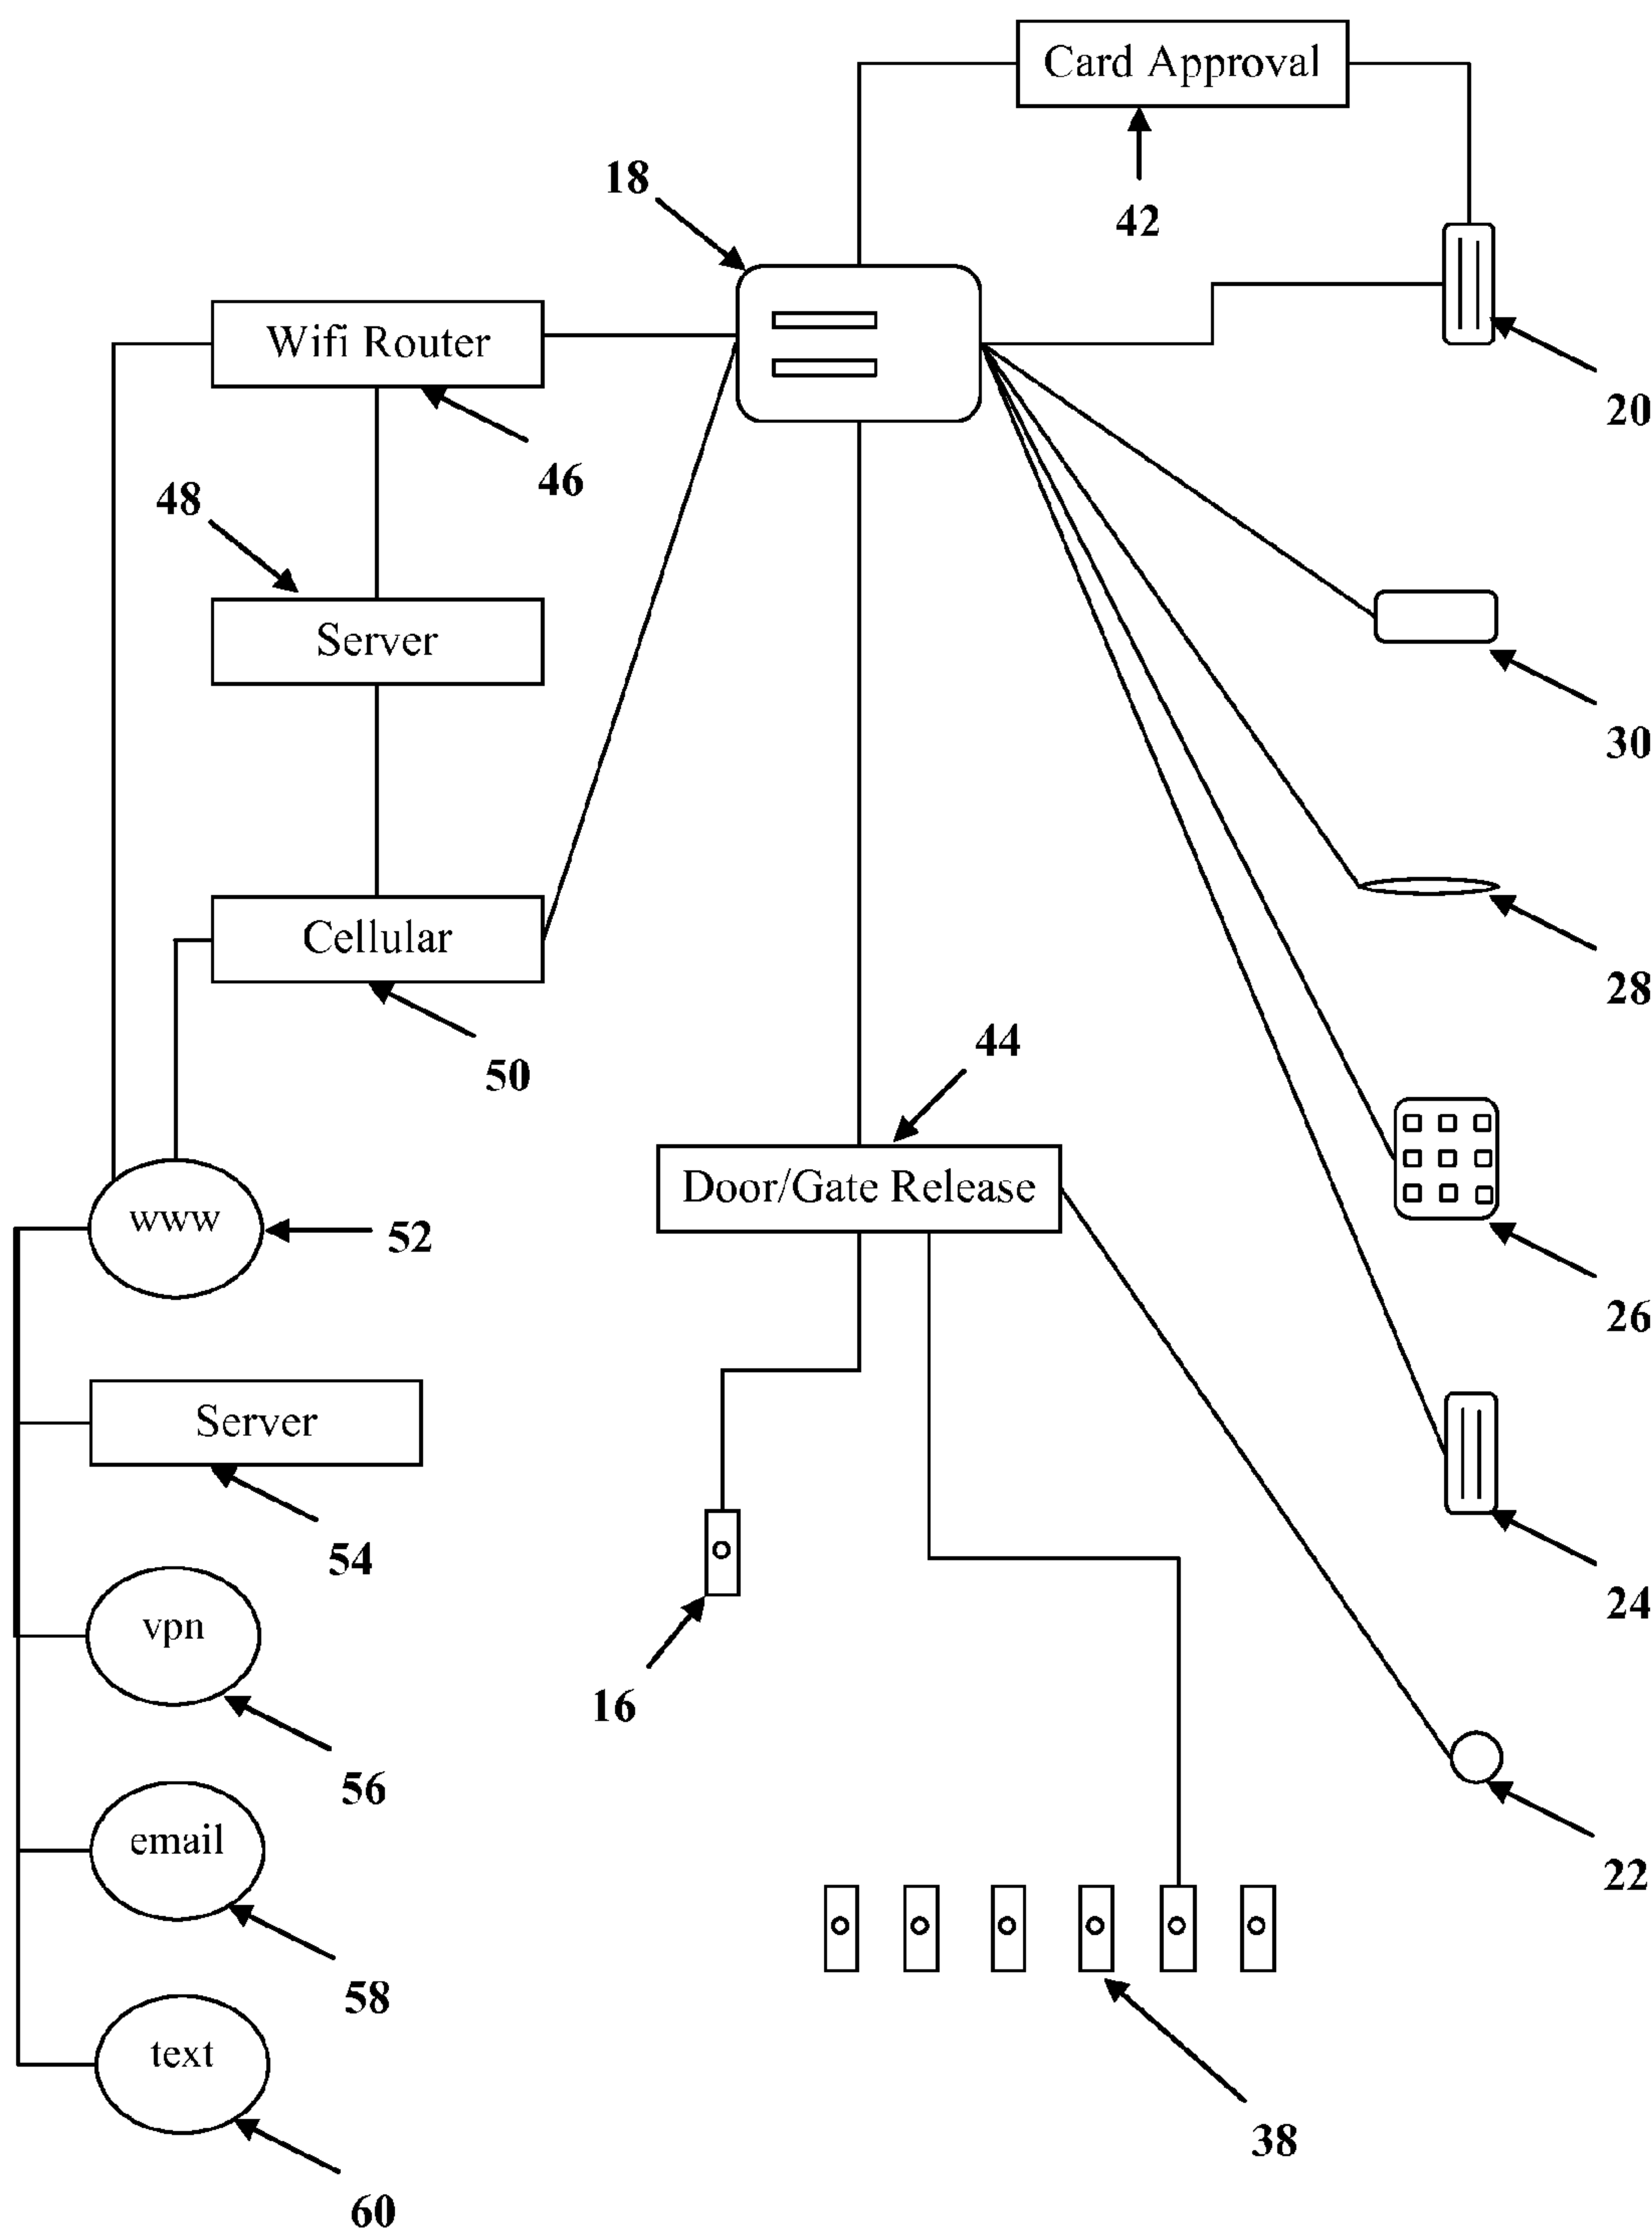 Card Approval
18
42
Wifi Router
20
46
48
Server
30
Cellular
28
44
50
Door/Gate Release
www
52
26
Server
54
24
vpn
16
56
email
22
58
text
38
60